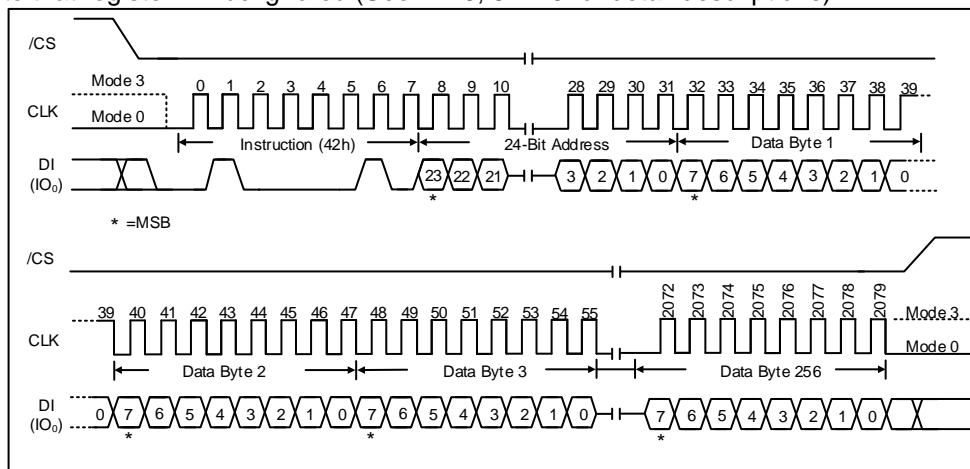 /CS
Mode 3
0 1 2 3 4 5 6 7 8 9 10 28 29 30 31 32 33 34 35 36 37 38 39
CLK
Mode 0
Instruction (42h) 24-Bit Address Data Byte 1
DI
(IO₀)
23 22 21 3 2 1 0 7 6 5 4 3 2 1 0
* *
* =MSB
/CS
39 40 41 42 43 44 45 46 47 48 49 50 51 52 53 54 55 2072 2073 2074 2075 2076 2077 2078 2079
Mode 3
CLK
Mode 0
Data Byte 2 Data Byte 3 Data Byte 256
DI
(IO₀)
0 7 6 5 4 3 2 1 0 7 6 5 4 3 2 1 0 7 6 5 4 3 2 1 0
* * *